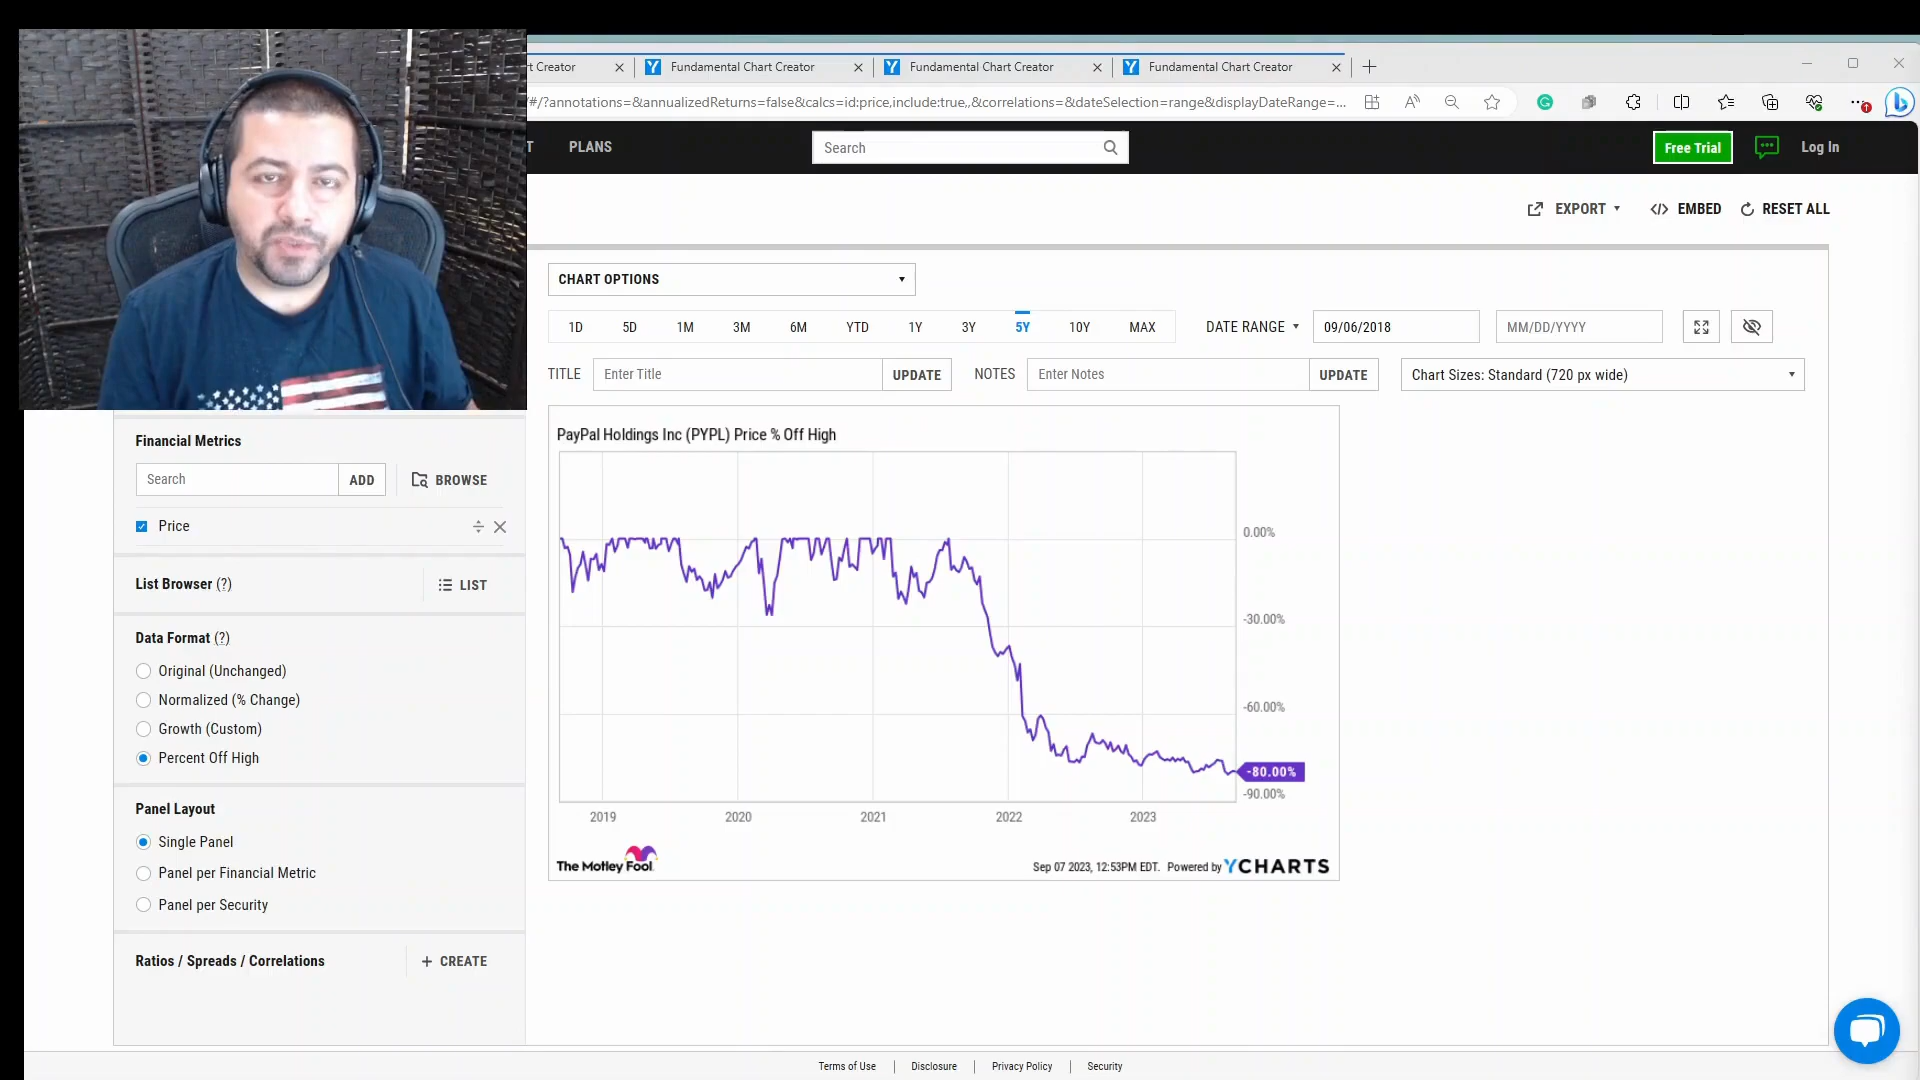 rt Creator
Fundamental Chart Creator
Fundamental Chart Creator
Fundamental Chart Creator
/#/?annotations=&annualizedReturns=false&calcs=id:price,include:true,,&correlations=&dateSelection=range&displayDateRange=...
T
PLANS
Search
Free Trial
Log In
EXPORT
EMBED
RESET ALL
CHART OPTIONS
1D 5D 1M 3M 6M YTD 1Y 3Y 5Y 10Y MAX
DATE RANGE
09/06/2018
MM/DD/YYYY
TITLE
Enter Title
UPDATE
NOTES
Enter Notes
UPDATE
Chart Sizes: Standard (720 px wide)
Financial Metrics
Search
ADD
BROWSE
Price
List Browser (?)
LIST
Data Format (?)
Original (Unchanged)
Normalized (% Change)
Growth (Custom)
Percent Off High
Panel Layout
Single Panel
Panel per Financial Metric
Panel per Security
Ratios / Spreads / Correlations
+ CREATE
PayPal Holdings Inc (PYPL) Price % Off High
0.00%
-30.00%
-60.00%
-80.00%
-90.00%
2019 2020 2021 2022 2023
The Motley Fool.
Sep 07 2023, 12:53PM EDT. Powered by YCHARTS
Terms of Use | Disclosure | Privacy Policy | Security